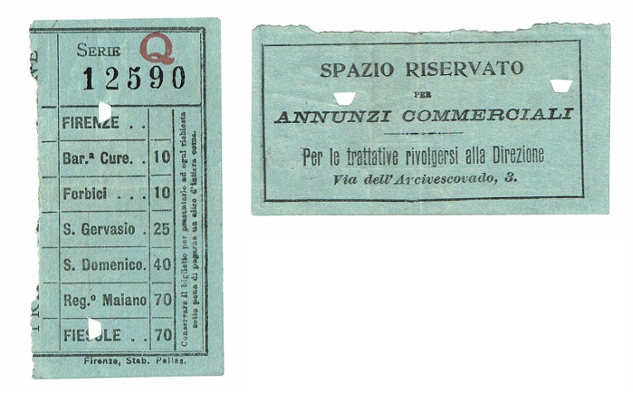 SERIE Q
12590
FIRENZE . .
Bar.ª Cure. . 10
Forbici . . . 10
S. Gervasio . 25
S. Domenico. 40
Reg.º Maiano 70
FIESOLE . . 70
Conservare il biglietto per presentarlo ad ogni richiesta
sotto pena di pagarne un altro d'intiera corsa.
Firenze, Stab. Pellas.
SPAZIO RISERVATO
PER
ANNUNZI COMMERCIALI
Per le trattative rivolgersi alla Direzione
Via dell'Arcivescovado, 3.